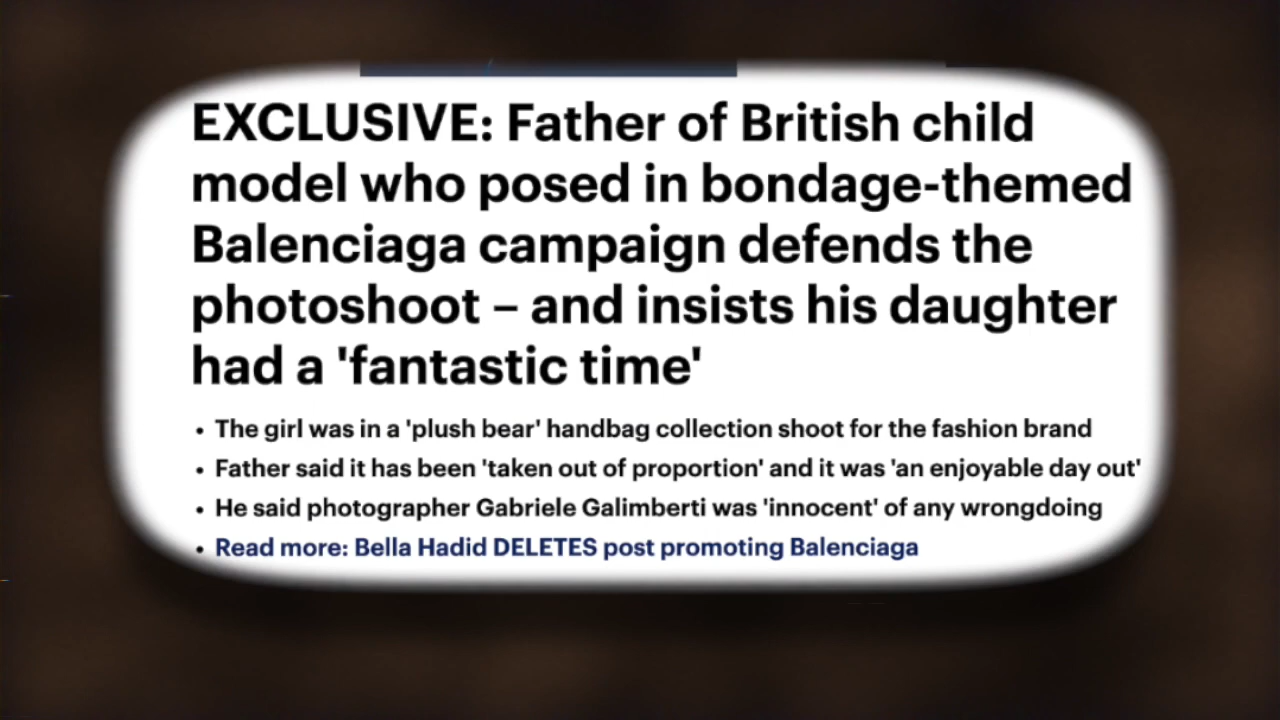 EXCLUSIVE: Father of British child
model who posed in bondage-themed
Balenciaga campaign defends the
photoshoot – and insists his daughter
had a 'fantastic time'
• The girl was in a 'plush bear' handbag collection shoot for the fashion brand
• Father said it has been 'taken out of proportion' and it was 'an enjoyable day out'
• He said photographer Gabriele Galimberti was 'innocent' of any wrongdoing
• Read more: Bella Hadid DELETES post promoting Balenciaga